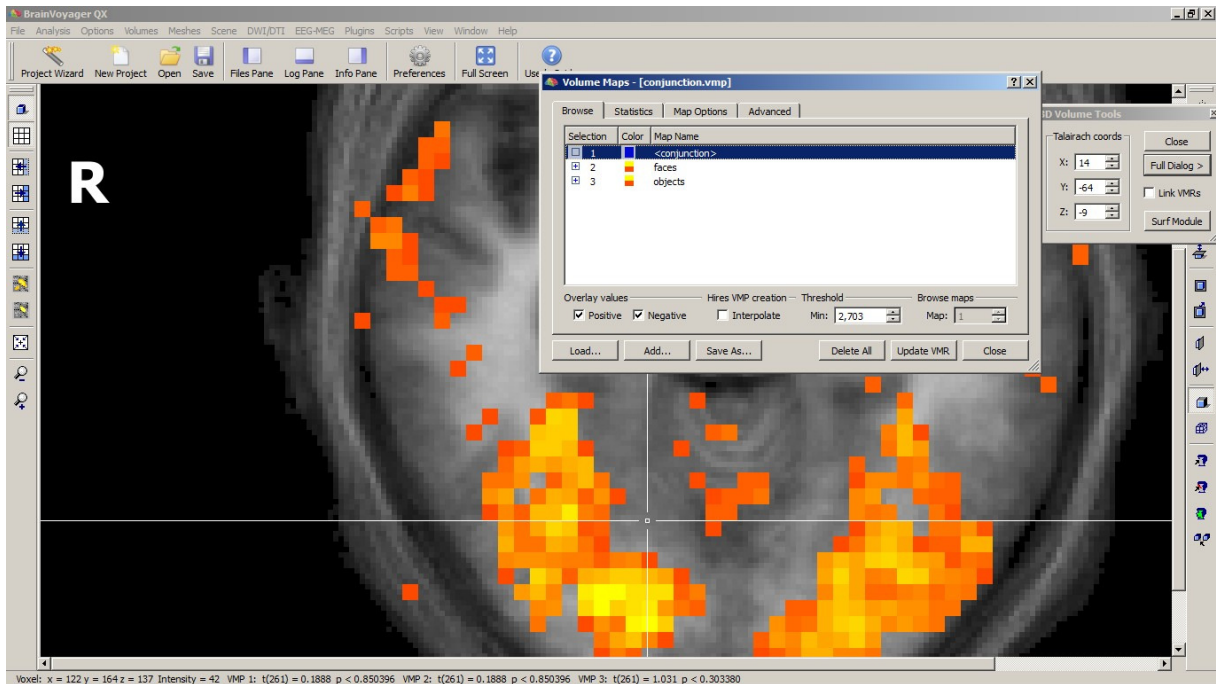 BrainVoyager QX
File Analysis Options Volumes Meshes Scene DWI/DTI EEG-MEG Plugins Scripts View Window Help
Project Wizard New Project Open Save Files Pane Log Pane Info Pane Preferences Full Screen
Volume Maps - [conjunction.vmp]
Browse Statistics Map Options Advanced
Selection Color Map Name
1 <conjunction>
2 faces
3 objects
Overlay values Hires VMP creation Threshold Browse maps
Positive Negative Interpolate Min: 2,703 Map: 1
Load... Add... Save As... Delete All Update VMR Close
3D Volume Tools
Talairach coords
Close
X: 14
Full Dialog >
Y: -64
Link VMRs
Z: -9
Surf Module
R
Voxel: x = 122 y = 164 z = 137 Intensity = 42 VMP 1: t(261) = 0.1888 p < 0.850396 VMP 2: t(261) = 0.1888 p < 0.850396 VMP 3: t(261) = 1.031 p < 0.303380